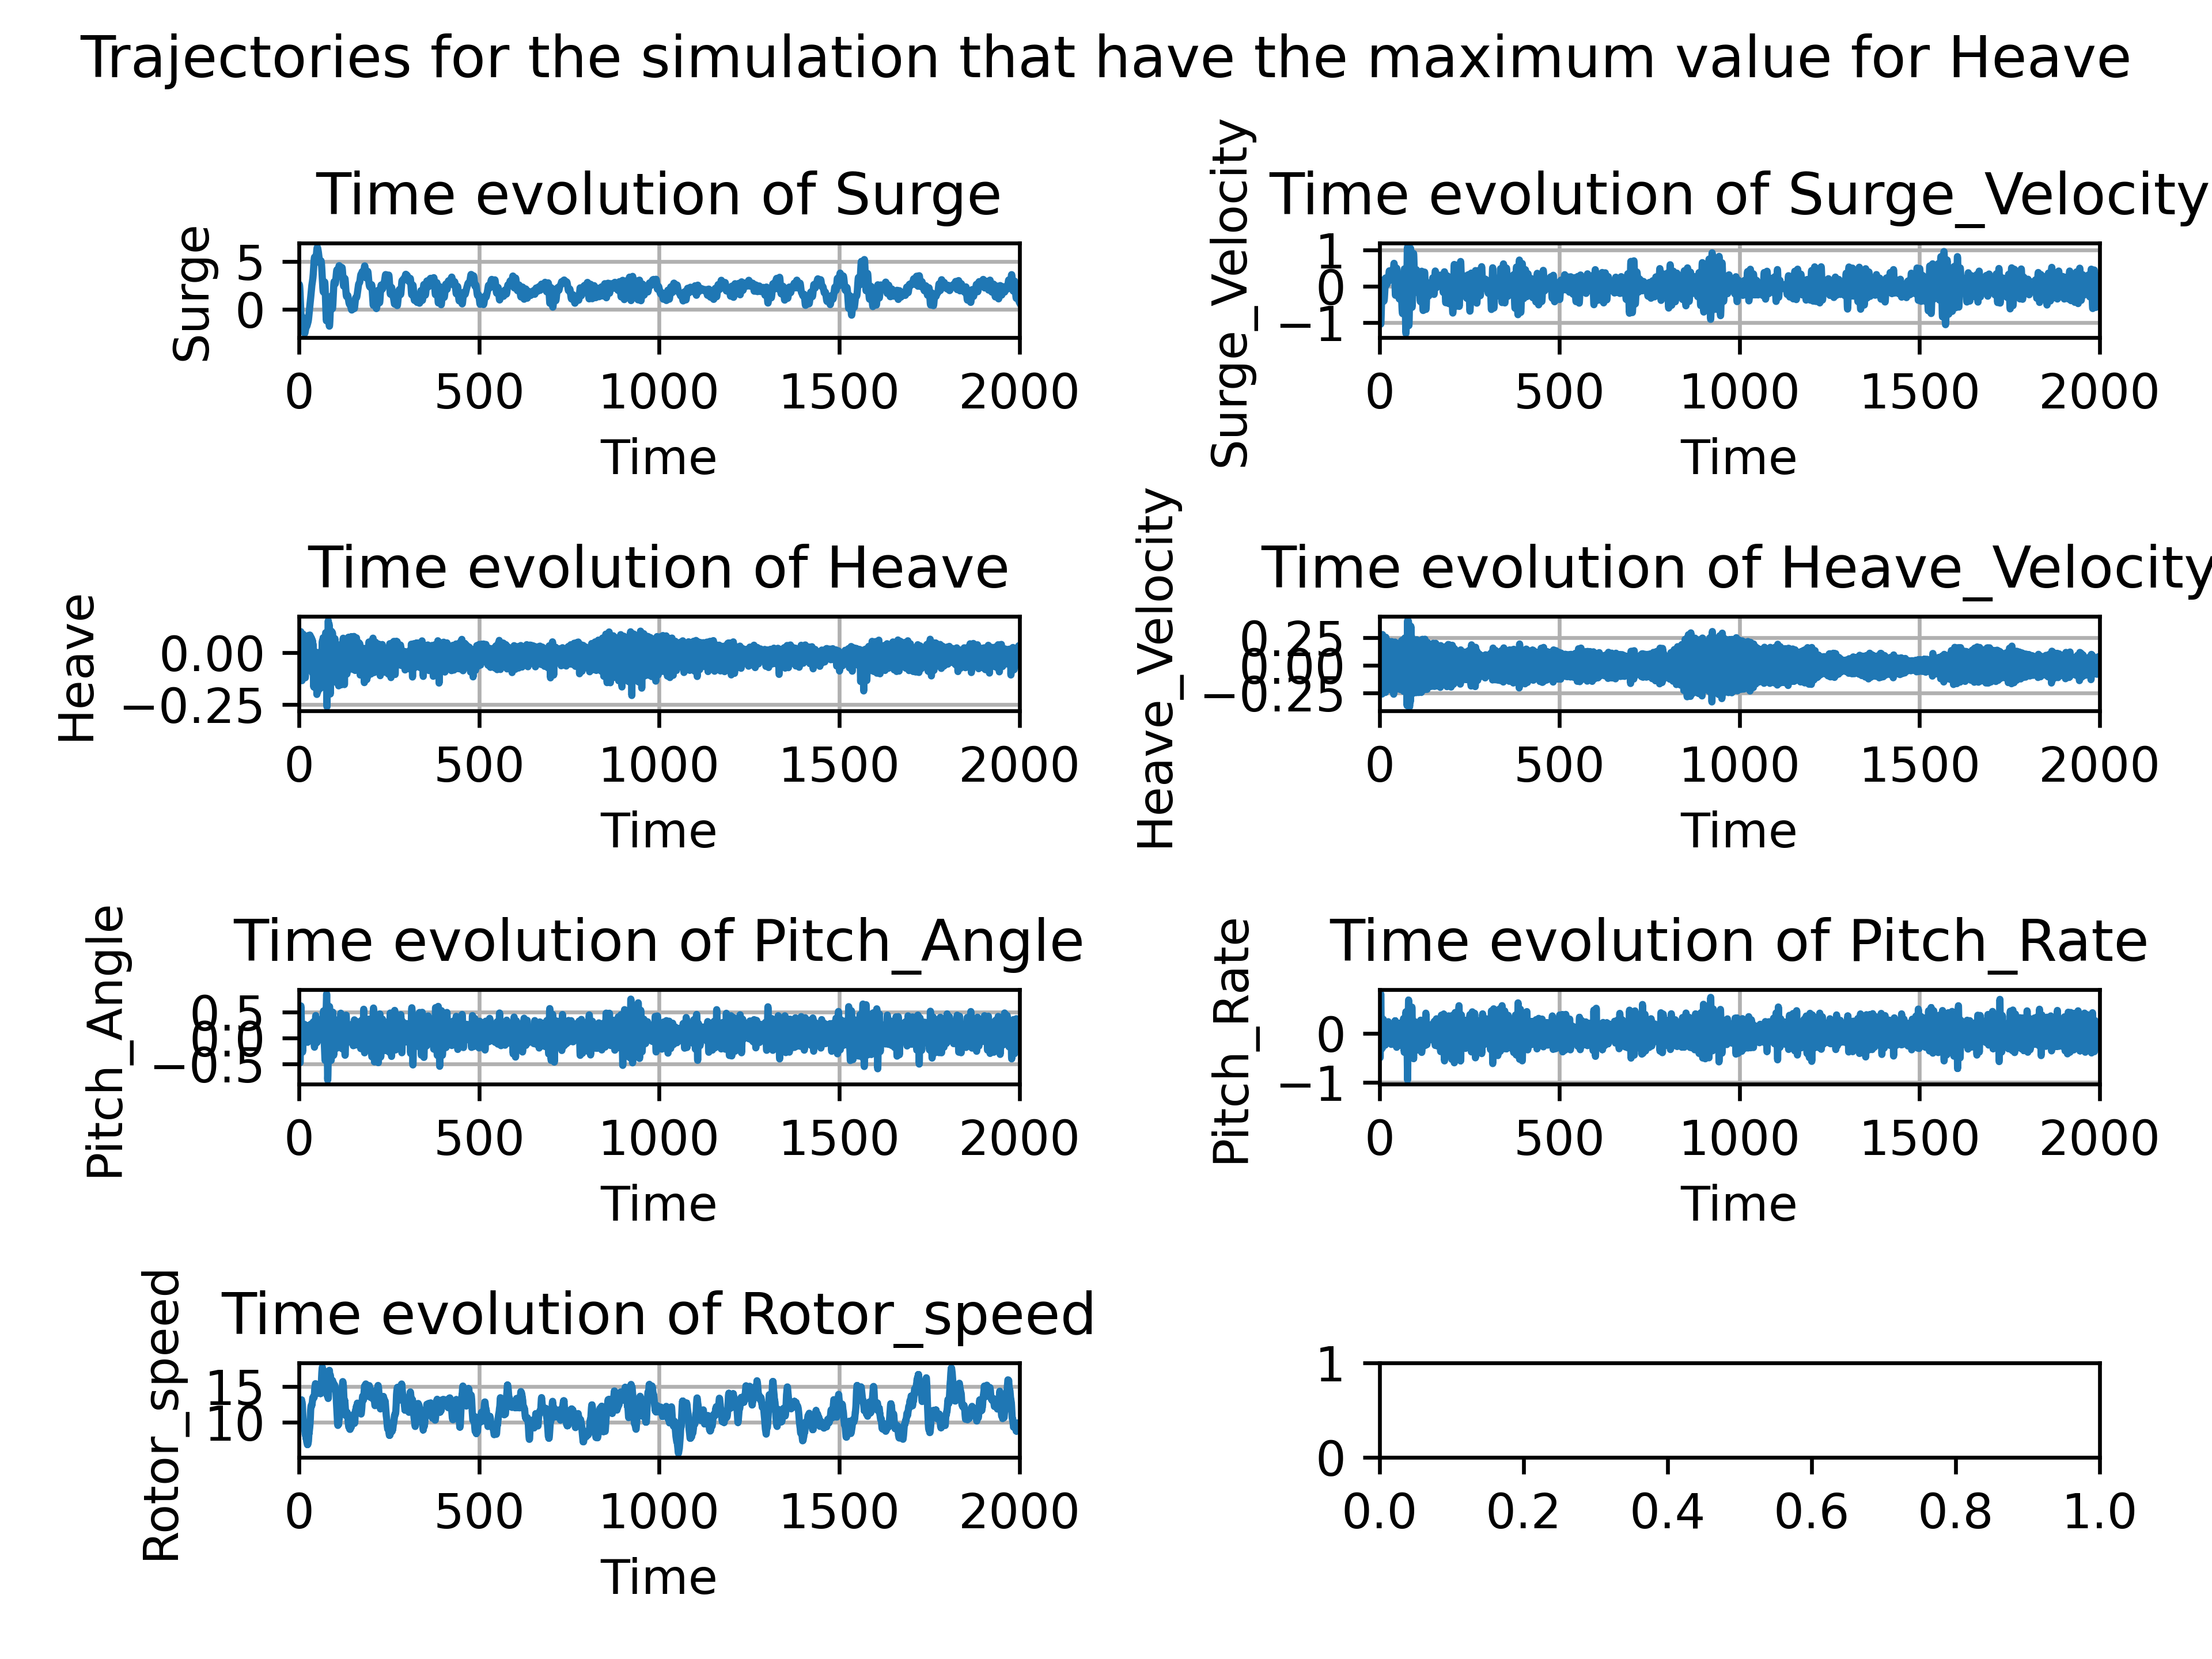 Trajectories for the simulation that have the maximum value for Heave
Time evolution of Surge
Surge
5
0
0 500 1000 1500 2000
Time
Time evolution of Surge_Velocity
Surge_Velocity
1
0
−1
0 500 1000 1500 2000
Time
Time evolution of Heave
Heave
0.00
−0.25
0 500 1000 1500 2000
Time
Time evolution of Heave_Velocity
Heave_Velocity
0.25
0.00
−0.25
0 500 1000 1500 2000
Time
Time evolution of Pitch_Angle
Pitch_Angle
0.5
0.0
−0.5
0 500 1000 1500 2000
Time
Time evolution of Pitch_Rate
Pitch_Rate
0
−1
0 500 1000 1500 2000
Time
Time evolution of Rotor_speed
Rotor_speed
15
10
0 500 1000 1500 2000
Time
1
0
0.0 0.2 0.4 0.6 0.8 1.0